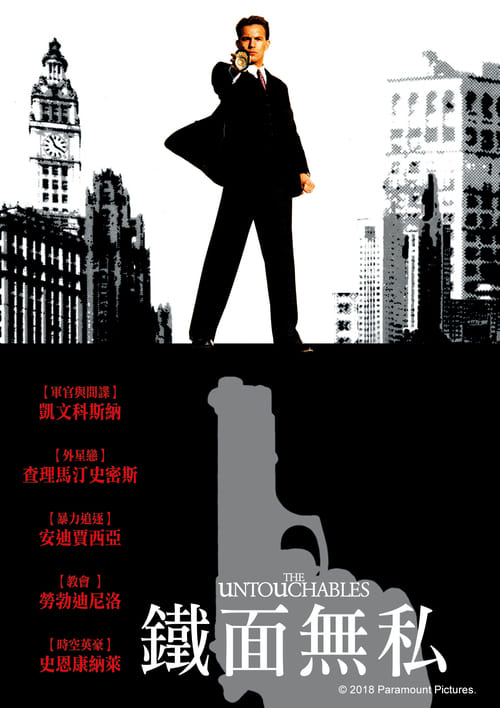 【軍官與間諜】
凱文科斯納
【外星戀】
查理馬汀史密斯
【暴力追逐】
安迪賈西亞
【教會 】
勞勃迪尼洛
【時空英豪】
史恩康納萊
THE
UNTOUCHABLES
鐵面無私
© 2018 Paramount Pictures.